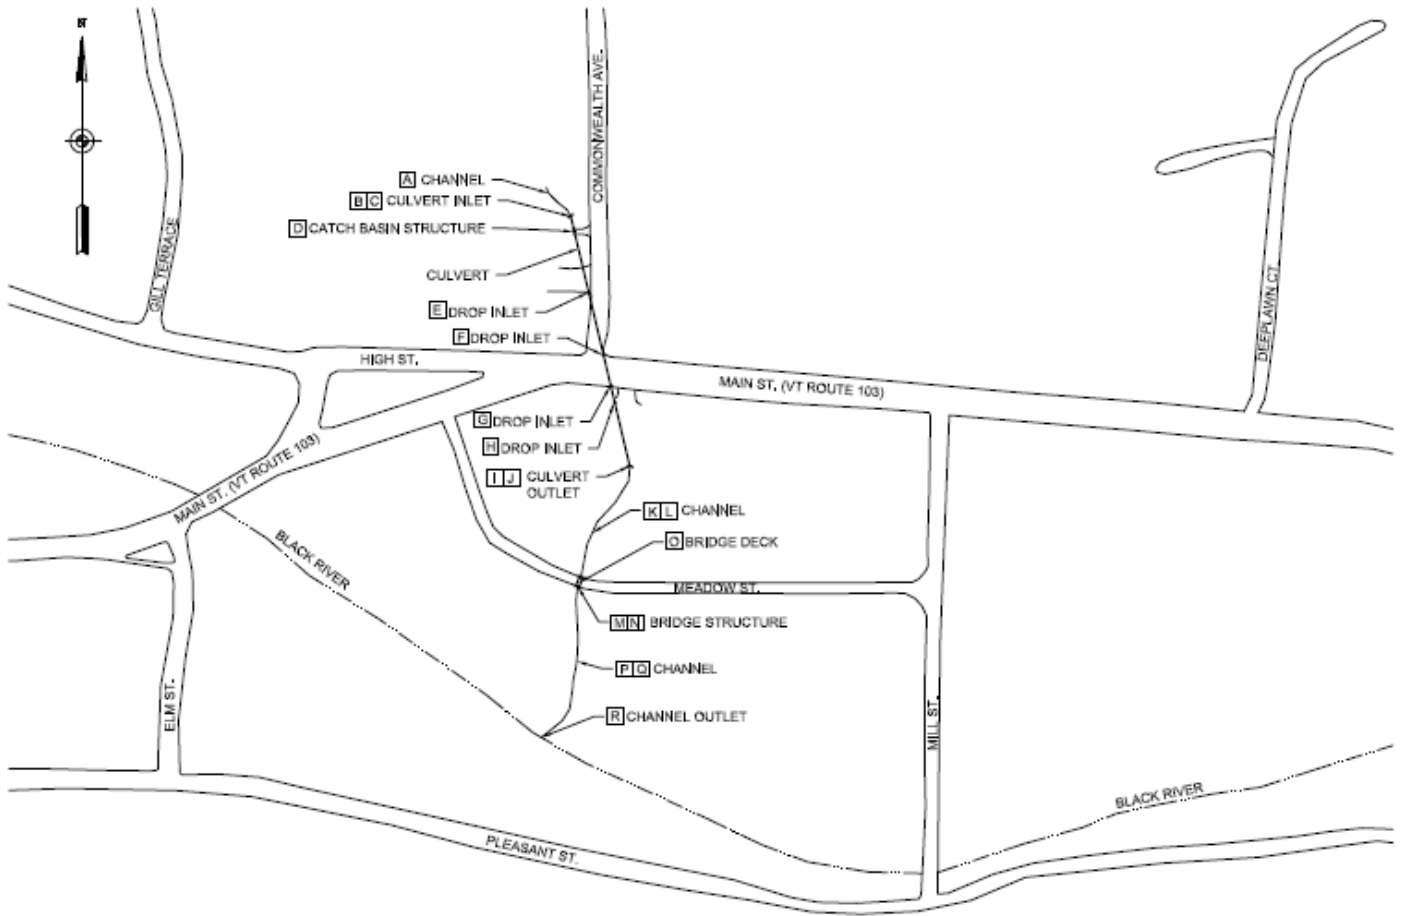 N
COMMONWEALTH AVE.
A CHANNEL
B C CULVERT INLET
D CATCH BASIN STRUCTURE
GILL TERRACE
CULVERT
E DROP INLET
F DROP INLET
DEEPLAWN CT.
HIGH ST.
MAIN ST. (VT ROUTE 103)
G DROP INLET
H DROP INLET
MAIN ST. (VT ROUTE 103)
I J CULVERT
OUTLET
K L CHANNEL
O BRIDGE DECK
BLACK RIVER
MEADOW ST.
M N BRIDGE STRUCTURE
P Q CHANNEL
ELM ST.
R CHANNEL OUTLET
MILL ST.
BLACK RIVER
PLEASANT ST.